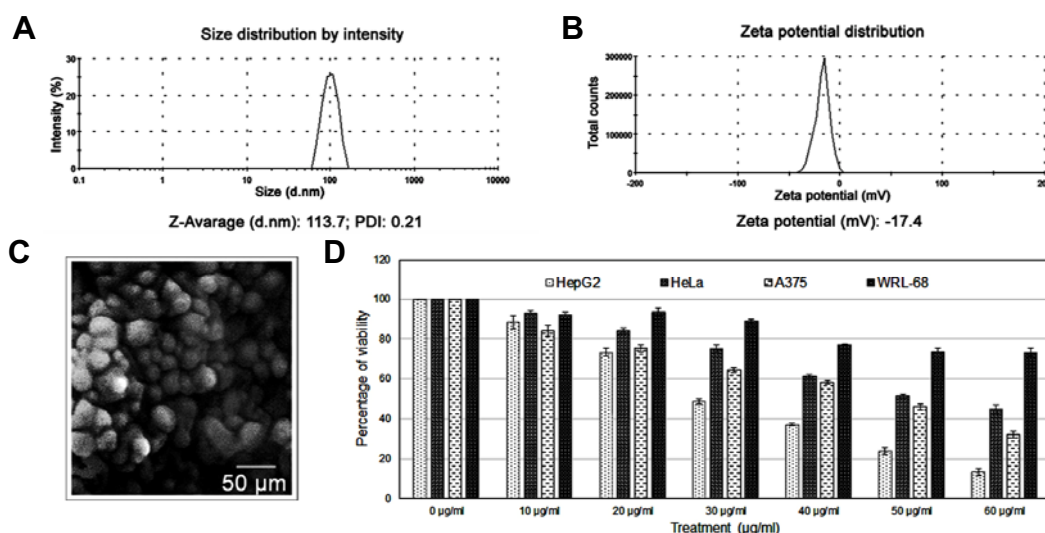 A
Size distribution by intensity
Intensity (%)
30
20
10
0
0.1 1 10 100 1000 10000
Size (d.nm)
Z-Avarage (d.nm): 113.7; PDI: 0.21
B
Zeta potential distribution
Total counts
300000
200000
100000
0
-200 -100 0 100 200
Zeta potential (mV)
Zeta potential (mV): -17.4
C
50 µm
D
Percentage of viability
120
100
80
60
40
20
0
HepG2 HeLa A375 WRL-68
0 µg/ml 10 µg/ml 20 µg/ml 30 µg/ml 40 µg/ml 50 µg/ml 60 µg/ml
Treatment (µg/ml)